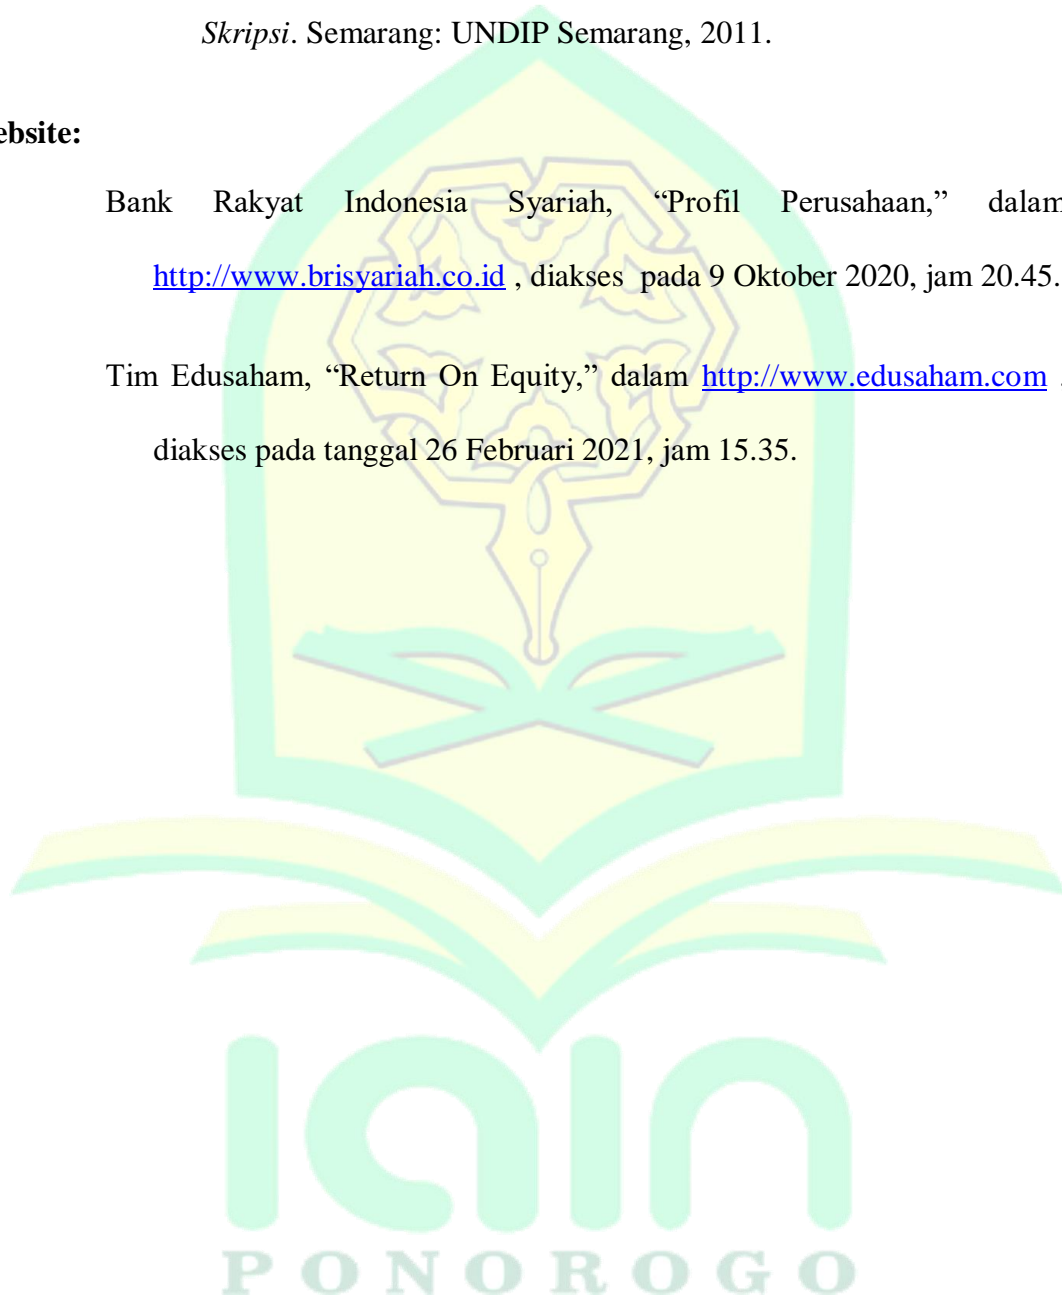 Skripsi. Semarang: UNDIP Semarang, 2011.
ebsite:
Bank Rakyat Indonesia Syariah, “Profil Perusahaan,” dalam
http://www.brisyariah.co.id , diakses  pada 9 Oktober 2020, jam 20.45.
Tim Edusaham, “Return On Equity,” dalam http://www.edusaham.com ,
diakses pada tanggal 26 Februari 2021, jam 15.35.
iain
PONOROGO